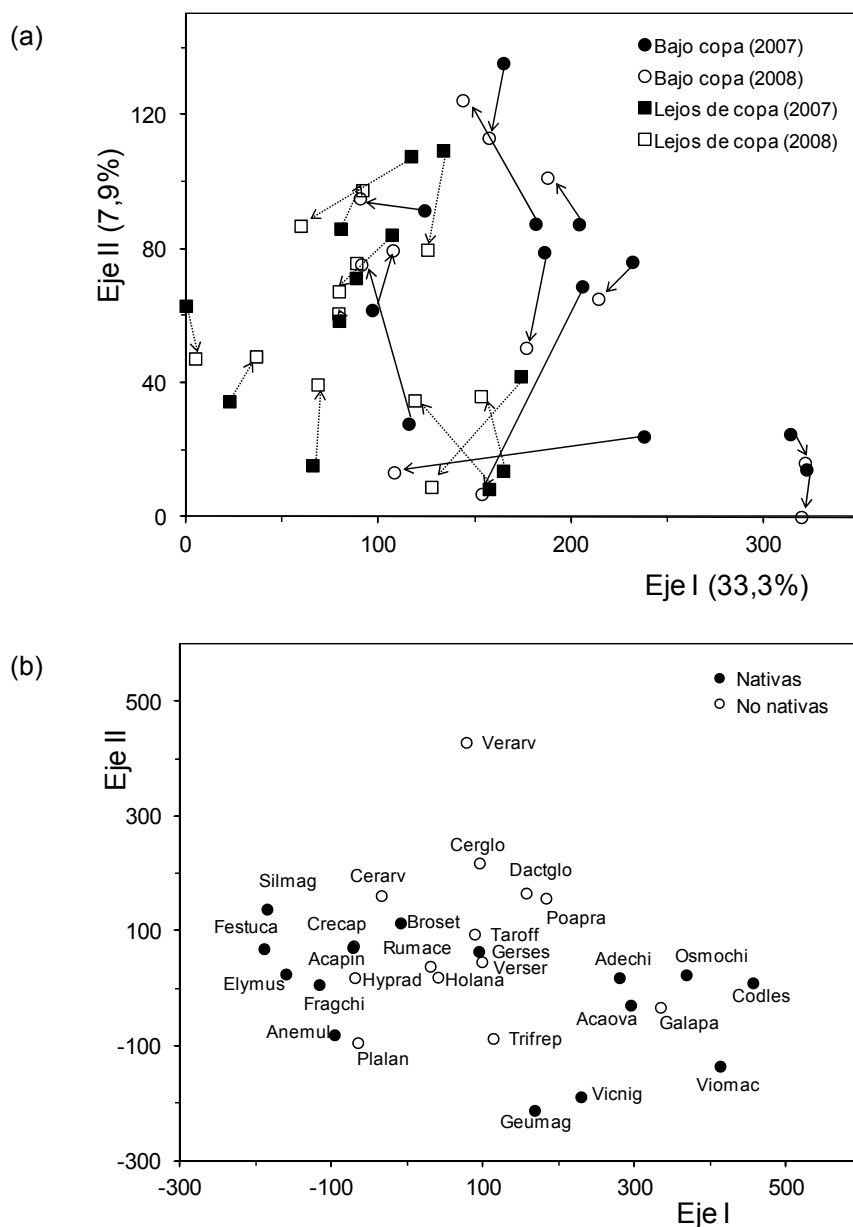 (a)
Bajo copa (2007)
Bajo copa (2008)
Lejos de copa (2007)
Lejos de copa (2008)
120
80
40
0
Eje II (7,9%)
0
100
200
300
Eje I (33,3%)
(b)
Nativas
No nativas
500
300
100
-100
-300
Eje II
Verarv
Cerglo
Cerarv
Dactglo
Silmag
Poapra
Festuca
Crecap
Broset
Taroff
Acapin
Rumace
Gerses
Adechi
Osmochi
Elymus
Hyprad
Holana
Verser
Codles
Fragchi
Acaova
Galapa
Anemul
Plalan
Trifrep
Viomac
Vicnig
Geumag
-300
-100
100
300
500
Eje I